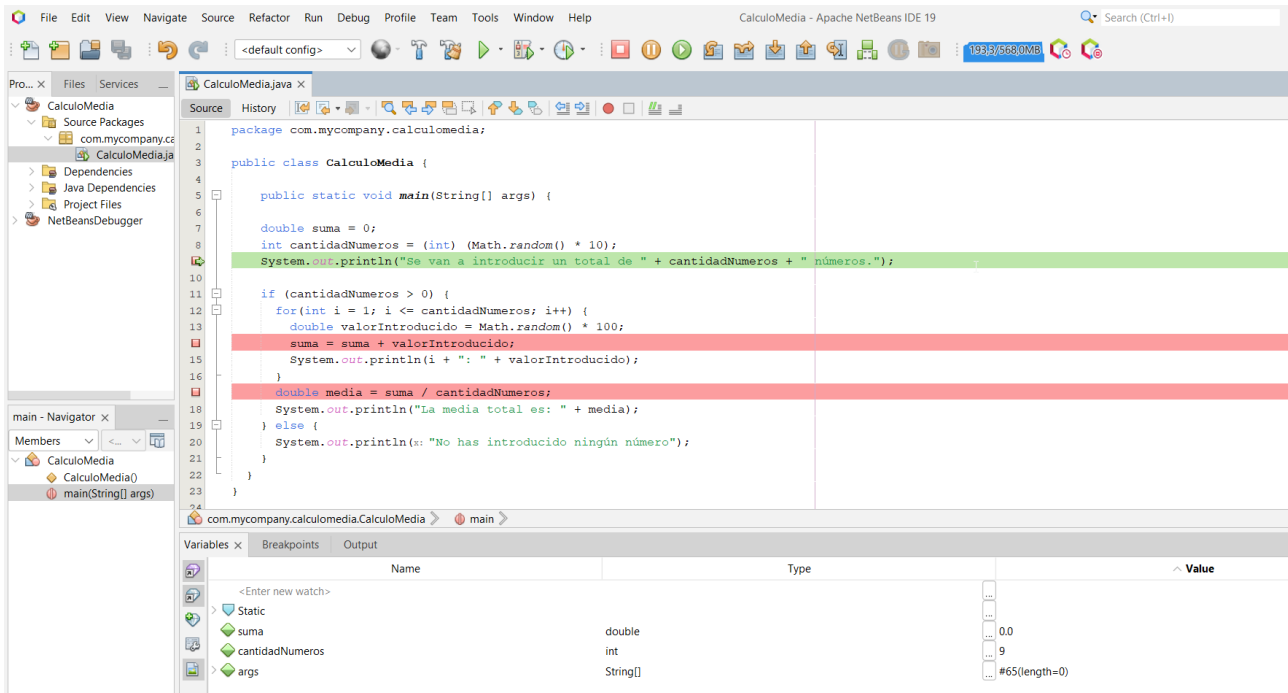 File Edit View Navigate Source Refactor Run Debug Profile Team Tools Window Help CalculoMedia - Apache NetBeans IDE 19 Search (Ctrl+I)
<default config> 193,3/568,0MB
Pro... × Files Services
CalculoMedia
Source Packages
com.mycompany.ca
CalculoMedia.ja
Dependencies
Java Dependencies
Project Files
NetBeansDebugger
CalculoMedia.java ×
Source History
1 package com.mycompany.calculomedia;
2
3 public class CalculoMedia {
4
5 public static void main(String[] args) {
6
7 double suma = 0;
8 int cantidadNumeros = (int) (Math.random() * 10);
System.out.println("Se van a introducir un total de " + cantidadNumeros + " números.");
10
11 if (cantidadNumeros > 0) {
12 for(int i = 1; i <= cantidadNumeros; i++) {
13 double valorIntroducido = Math.random() * 100;
suma = suma + valorIntroducido;
15 System.out.println(i + ": " + valorIntroducido);
16 }
double media = suma / cantidadNumeros;
18 System.out.println("La media total es: " + media);
19 } else {
20 System.out.println(x: "No has introducido ningún número");
21 }
22 }
23 }
24
com.mycompany.calculomedia.CalculoMedia main
main - Navigator ×
Members <...
CalculoMedia
CalculoMedia()
main(String[] args)
Variables × Breakpoints Output
Name Type Value
<Enter new watch> ...
Static ...
suma double ... 0.0
cantidadNumeros int ... 9
args String[] ... #65(length=0)